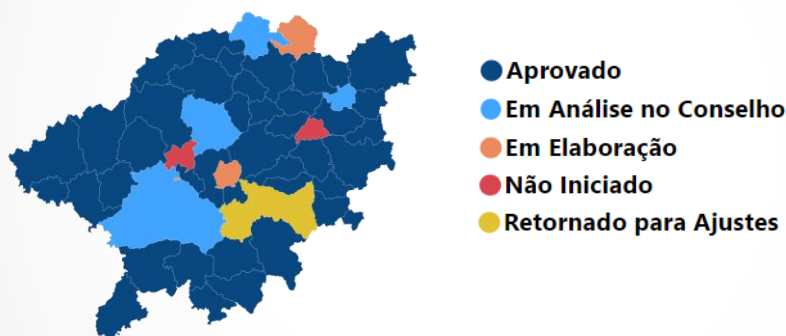 Aprovado
Em Análise no Conselho
Em Elaboração
Não Iniciado
Retornado para Ajustes